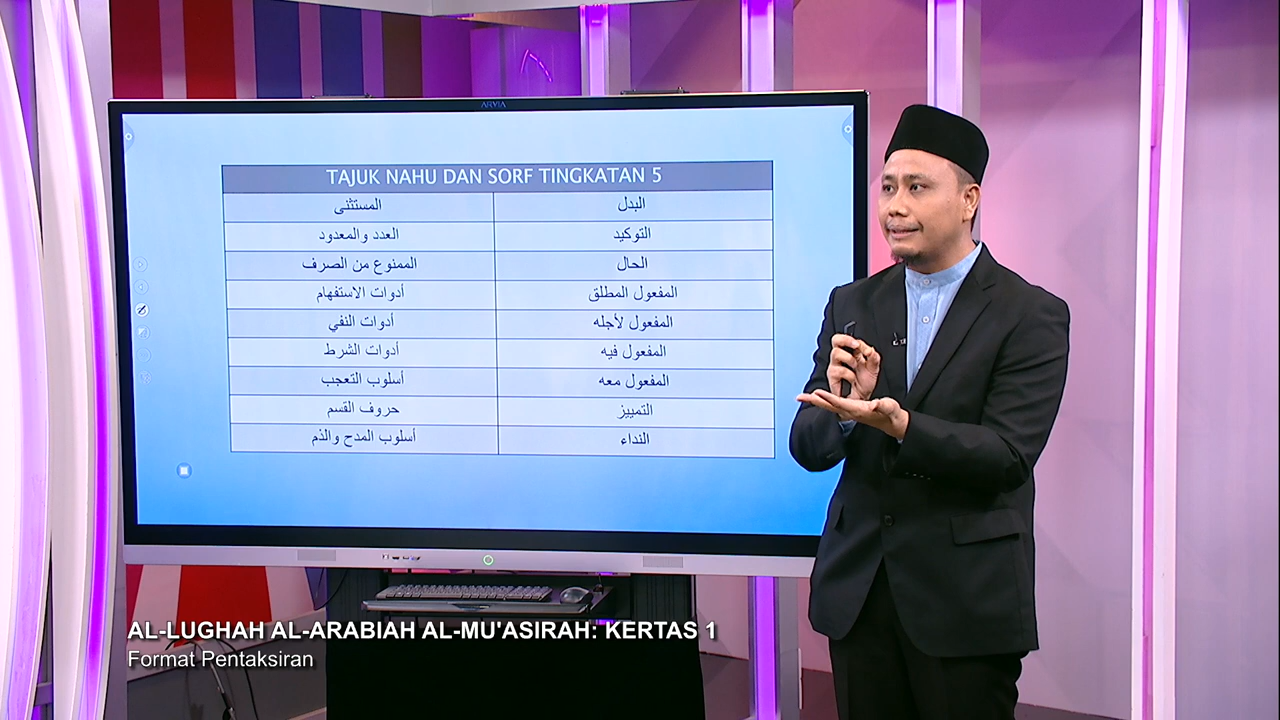 ARVIA
TAJUK NAHU DAN SORF TINGKATAN 5
البدل
المستثنى
التوكيد
العدد والمعدود
الحال
الممنوع من الصرف
المفعول المطلق
أدوات الاستفهام
المفعول لأجله
أدوات النفي
المفعول فيه
أدوات الشرط
المفعول معه
أسلوب التعجب
التمييز
حروف القسم
النداء
أسلوب المدح والذم
AL-LUGHAH AL-ARABIAH AL-MU'ASIRAH: KERTAS 1
Format Pentaksiran